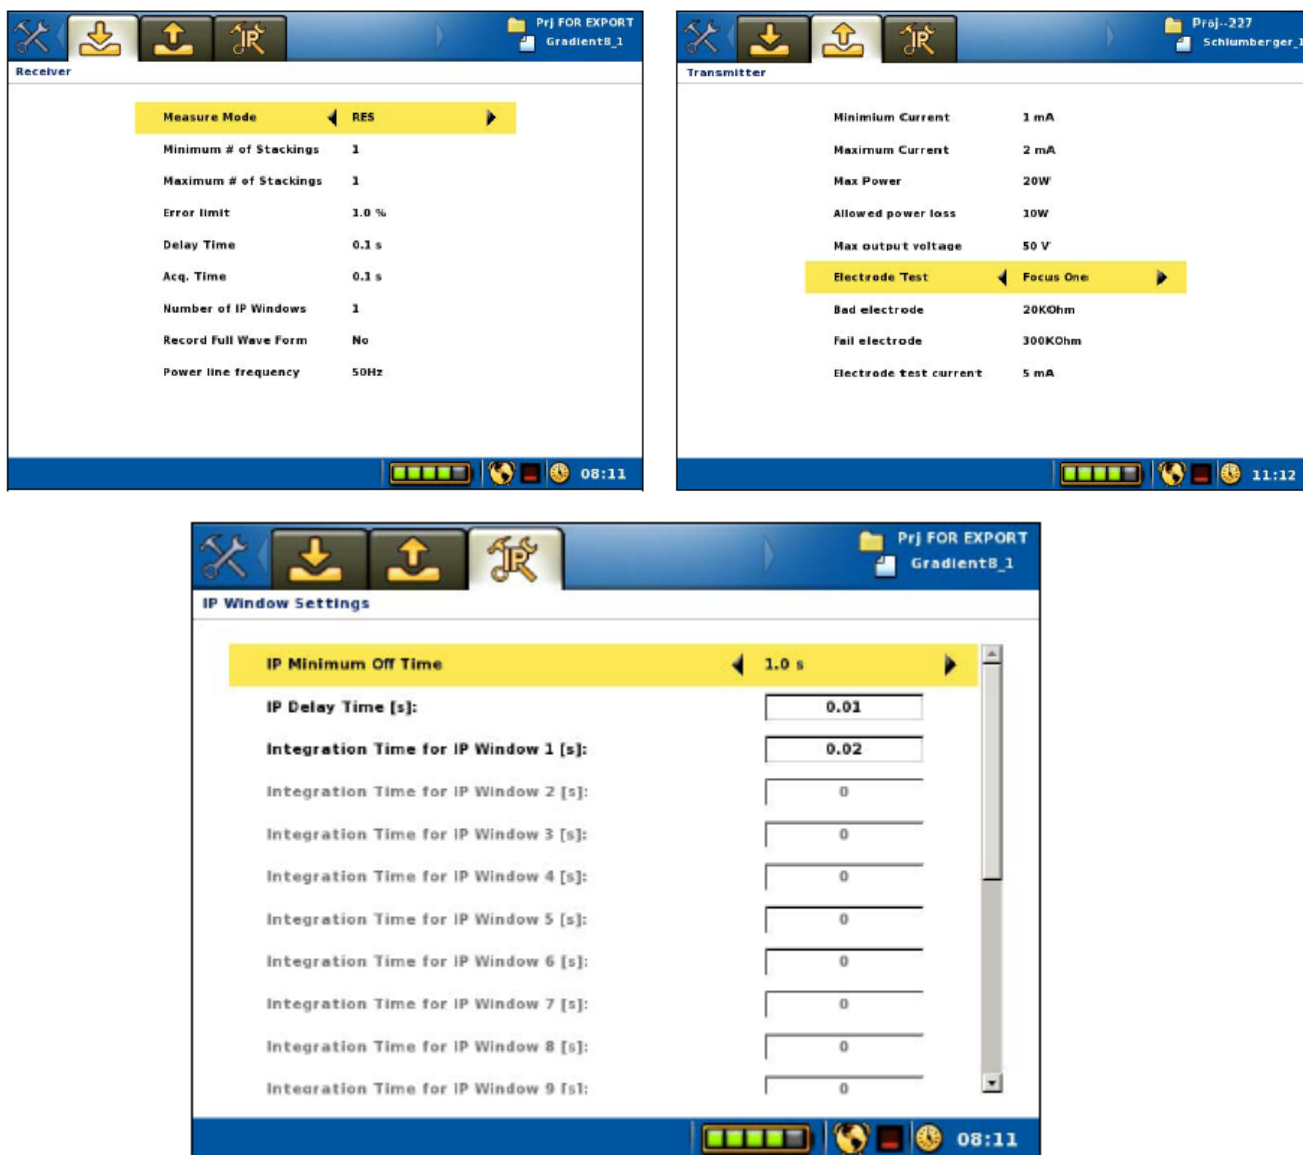 Prj FOR EXPORT
Gradient8_1
Receiver
Measure Mode RES
Minimum # of Stackings 1
Maximum # of Stackings 1
Error limit 1.0 %
Delay Time 0.1 s
Acq. Time 0.1 s
Number of IP Windows 1
Record Full Wave Form No
Power line frequency 50Hz
08:11
Proj--227
Schlumberger_1
Transmitter
Minimium Current 1 mA
Maximum Current 2 mA
Max Power 20W
Allowed power loss 10W
Max output voltage 50 V
Electrode Test Focus One
Bad electrode 20KOhm
Fail electrode 300KOhm
Electrode test current 5 mA
11:12
Prj FOR EXPORT
Gradient8_1
IP Window Settings
IP Minimum Off Time 1.0 s
IP Delay Time [s]: 0.01
Integration Time for IP Window 1 [s]: 0.02
Integration Time for IP Window 2 [s]: 0
Integration Time for IP Window 3 [s]: 0
Integration Time for IP Window 4 [s]: 0
Integration Time for IP Window 5 [s]: 0
Integration Time for IP Window 6 [s]: 0
Integration Time for IP Window 7 [s]: 0
Integration Time for IP Window 8 [s]: 0
Integration Time for IP Window 9 [s]: 0
08:11